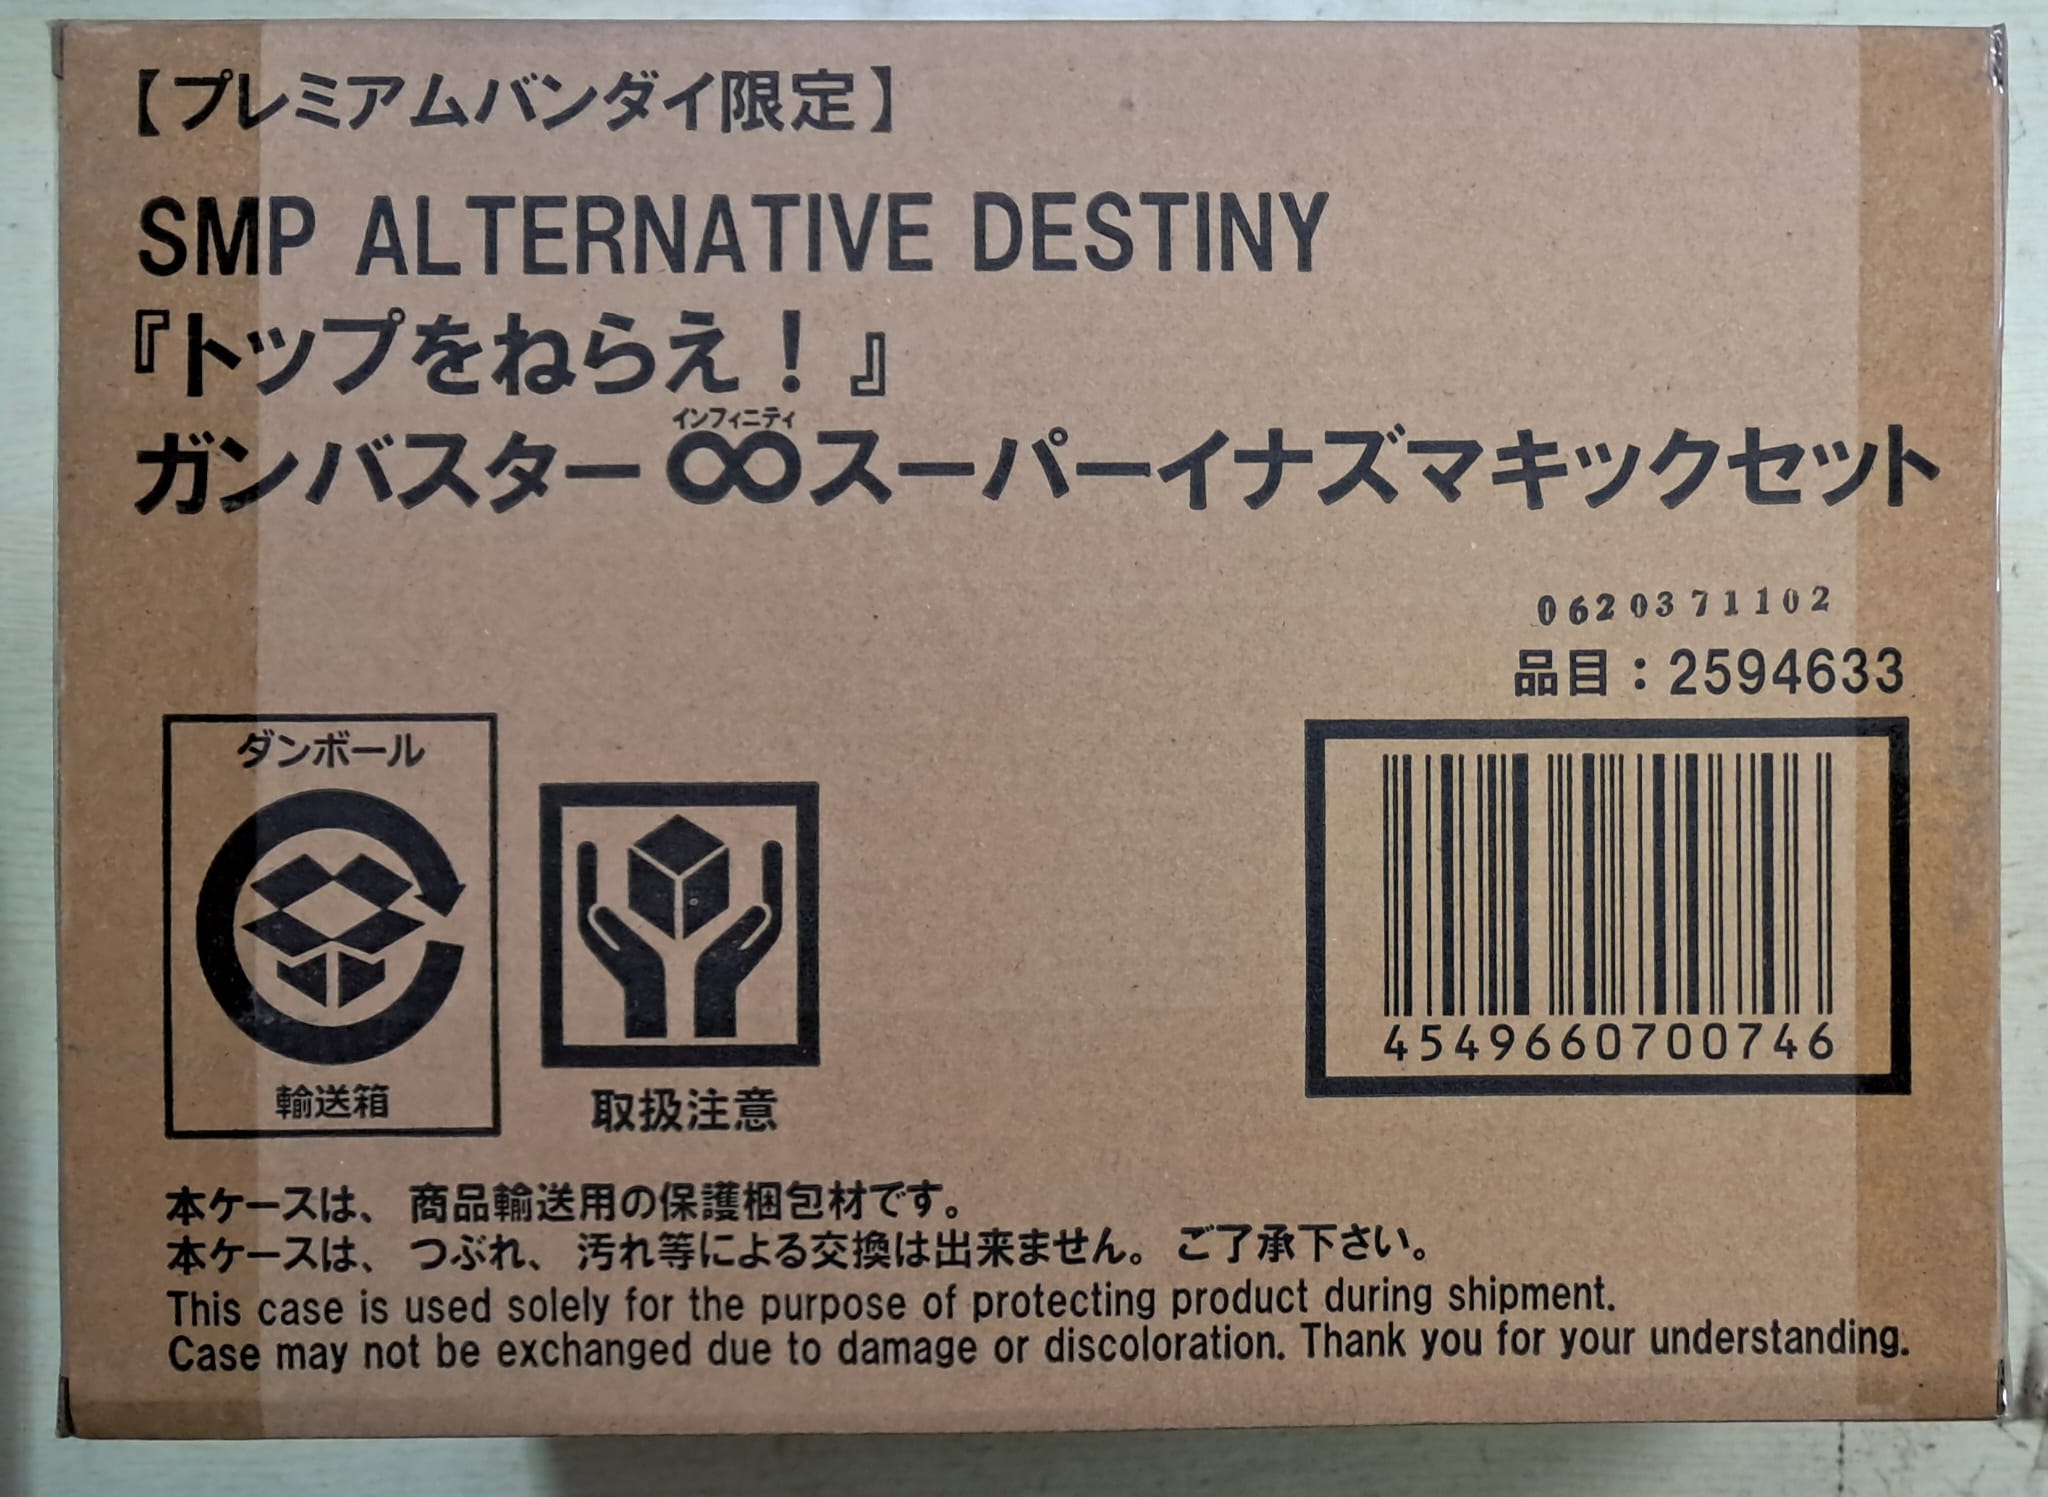 【プレミアムバンダイ限定】
SMP ALTERNATIVE DESTINY
『トップをねらえ！』
インフィニティ
ガンバスター∞スーパーイナズマキックセット
0620371102
品目：2594633
ダンボール
輸送箱
取扱注意
4549660700746
本ケースは、商品輸送用の保護梱包材です。
本ケースは、つぶれ、汚れ等による交換は出来ません。ご了承下さい。
This case is used solely for the purpose of protecting product during shipment.
Case may not be exchanged due to damage or discoloration. Thank you for your understanding.